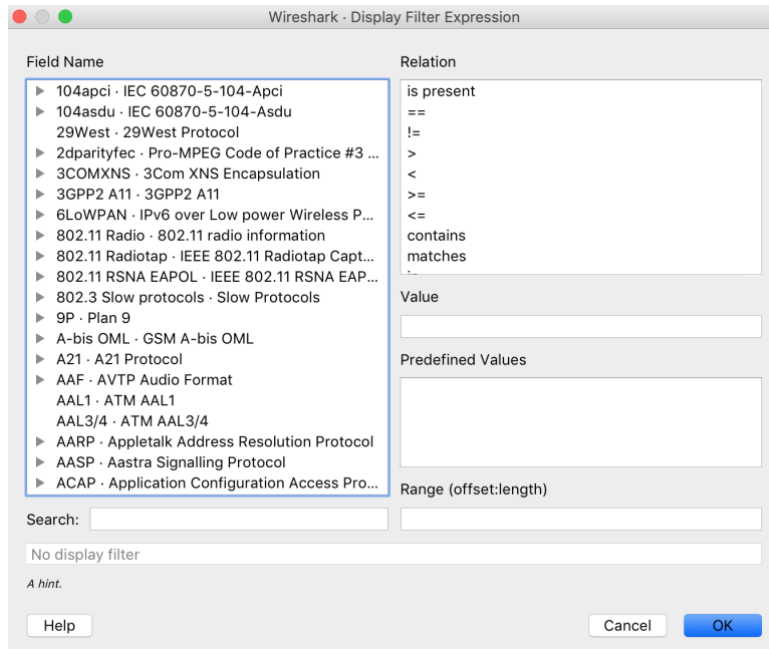 Wireshark · Display Filter Expression
Field Name
104apci · IEC 60870-5-104-Apci
104asdu · IEC 60870-5-104-Asdu
29West · 29West Protocol
2dparityfec · Pro-MPEG Code of Practice #3 ...
3COMXNS · 3Com XNS Encapsulation
3GPP2 A11 · 3GPP2 A11
6LoWPAN · IPv6 over Low power Wireless P...
802.11 Radio · 802.11 radio information
802.11 Radiotap · IEEE 802.11 Radiotap Capt...
802.11 RSNA EAPOL · IEEE 802.11 RSNA EAP...
802.3 Slow protocols · Slow Protocols
9P · Plan 9
A-bis OML · GSM A-bis OML
A21 · A21 Protocol
AAF · AVTP Audio Format
AAL1 · ATM AAL1
AAL3/4 · ATM AAL3/4
AARP · Appletalk Address Resolution Protocol
AASP · Aastra Signalling Protocol
ACAP · Application Configuration Access Pro...
Search:
Relation
is present
==
!=
>
<
>=
<=
contains
matches
Value
Predefined Values
Range (offset:length)
No display filter
A hint.
Help
Cancel
OK